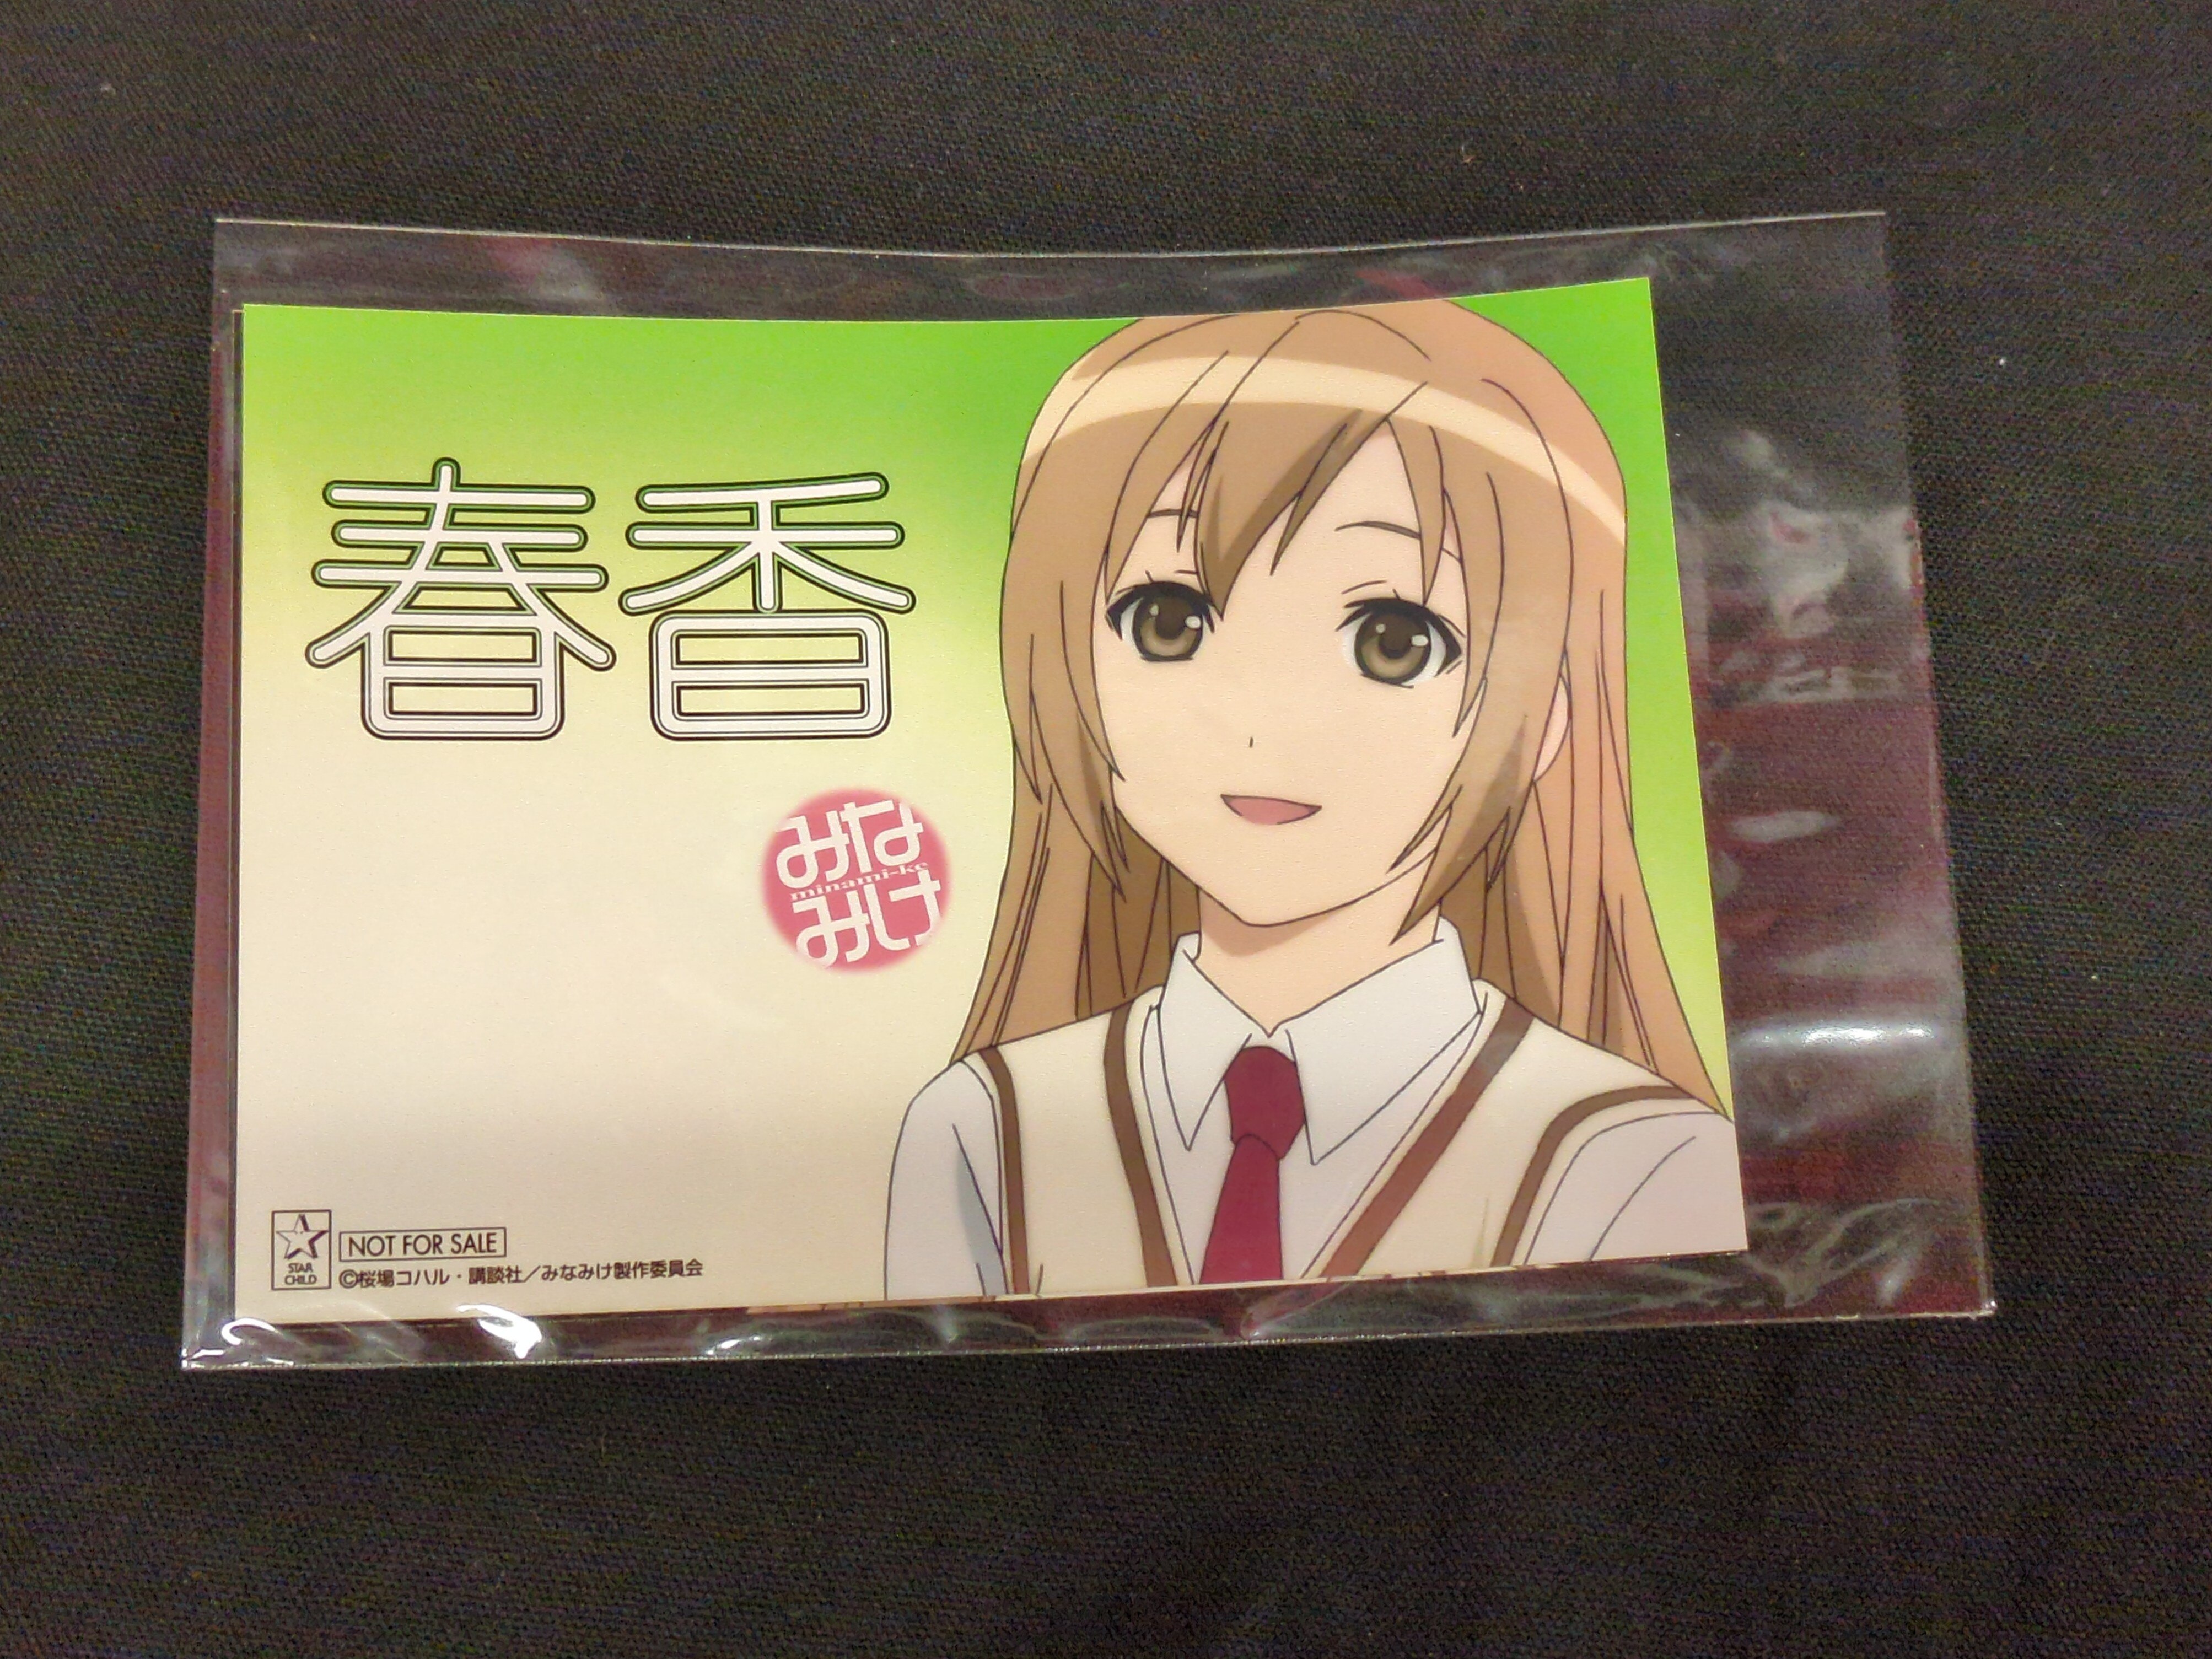 春香
みな
minami-ke
みけ
STAR
CHILD
NOT FOR SALE
©桜場コハル・講談社／みなみけ製作委員会